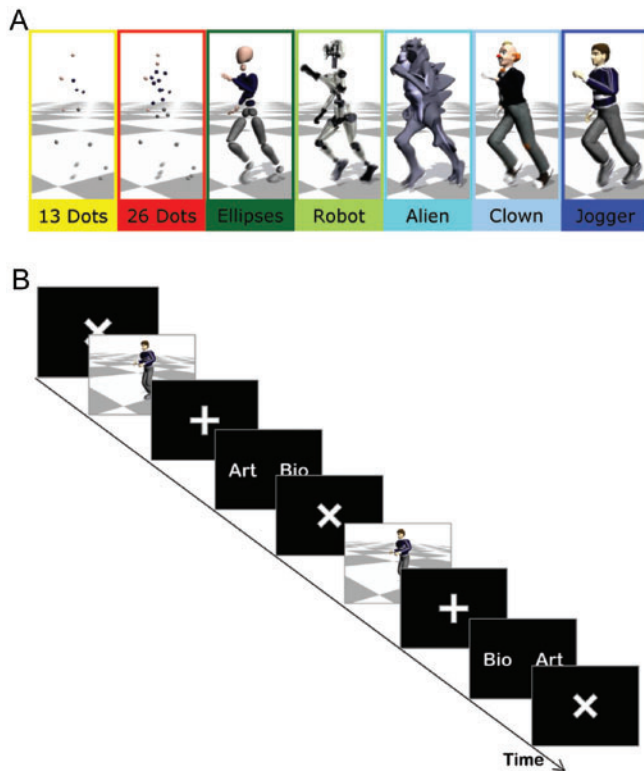 A
13 Dots 26 Dots Ellipses Robot Alien Clown Jogger
B
Art Bio
Bio Art
Time